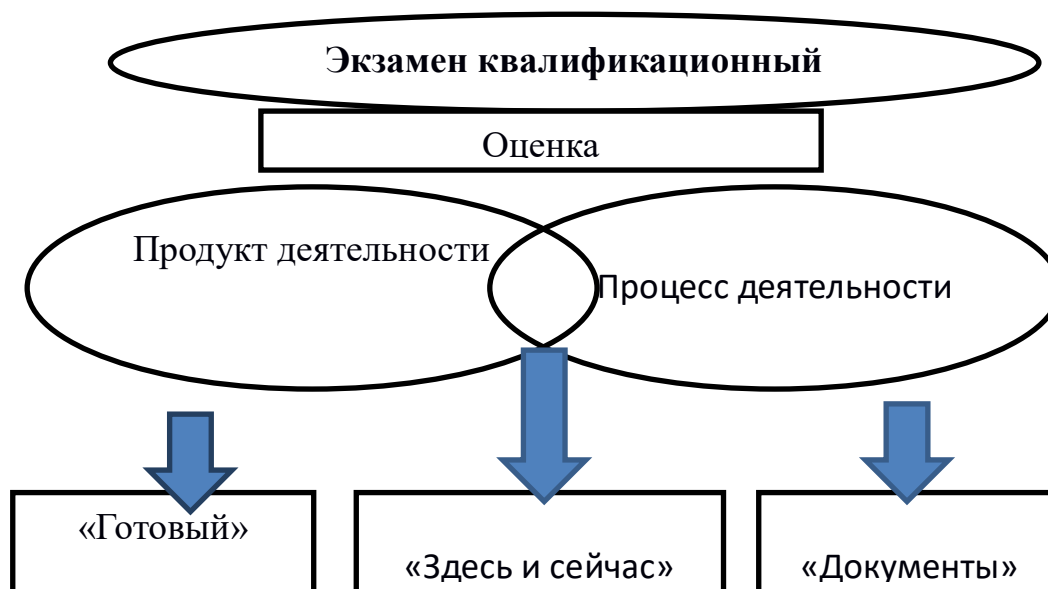 Экзамен квалификационный
Оценка
Продукт деятельности
Процесс деятельности
«Готовый»
«Здесь и сейчас»
«Документы»